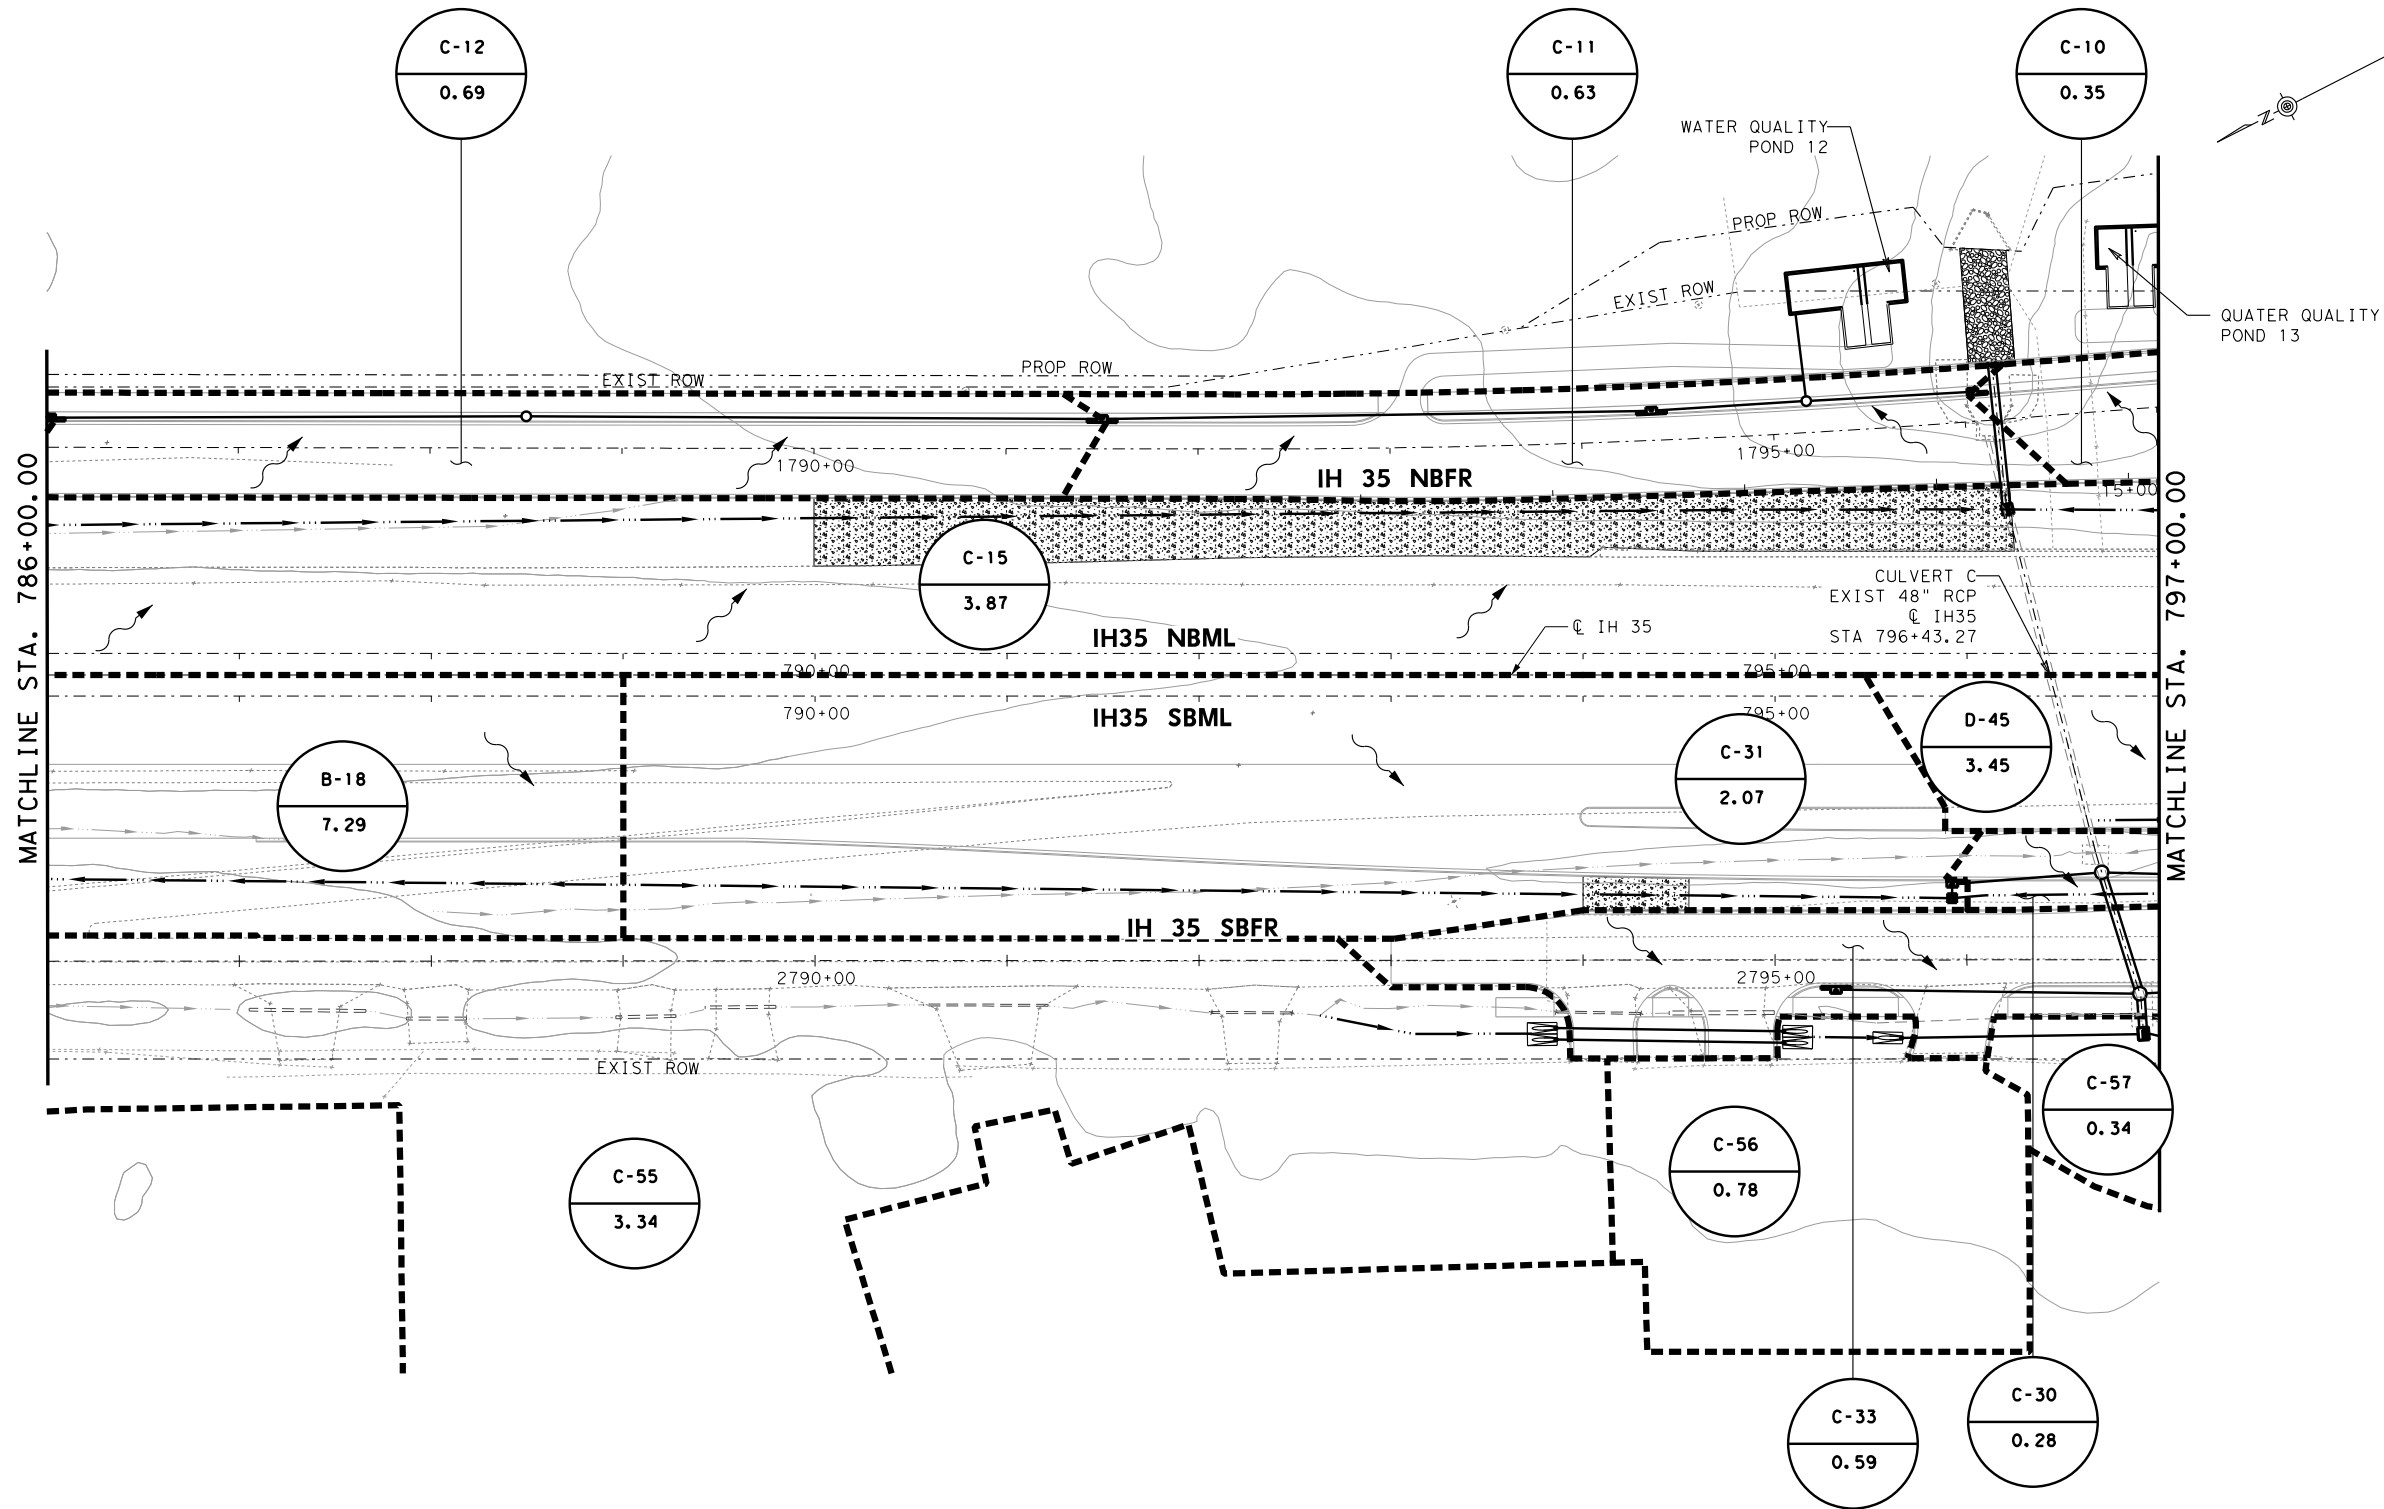 C-12
0.69
C-11
0.63
C-10
0.35
N
WATER QUALITY
POND 12
PROP ROW
EXIST ROW
QUATER QUALITY
POND 13
PROP ROW
EXIST ROW
1790+00
1795+00
15+00
IH 35 NBFR
MATCHLINE STA. 786+00.00
MATCHLINE STA. 797+00.00
C-15
3.87
CULVERT C
EXIST 48" RCP
℄ IH35
STA 796+43.27
℄ IH 35
IH35 NBML
790+00
795+00
IH35 SBML
790+00
795+00
D-45
3.45
C-31
2.07
B-18
7.29
IH 35 SBFR
2790+00
2795+00
EXIST ROW
C-57
0.34
C-56
0.78
C-55
3.34
C-30
0.28
C-33
0.59